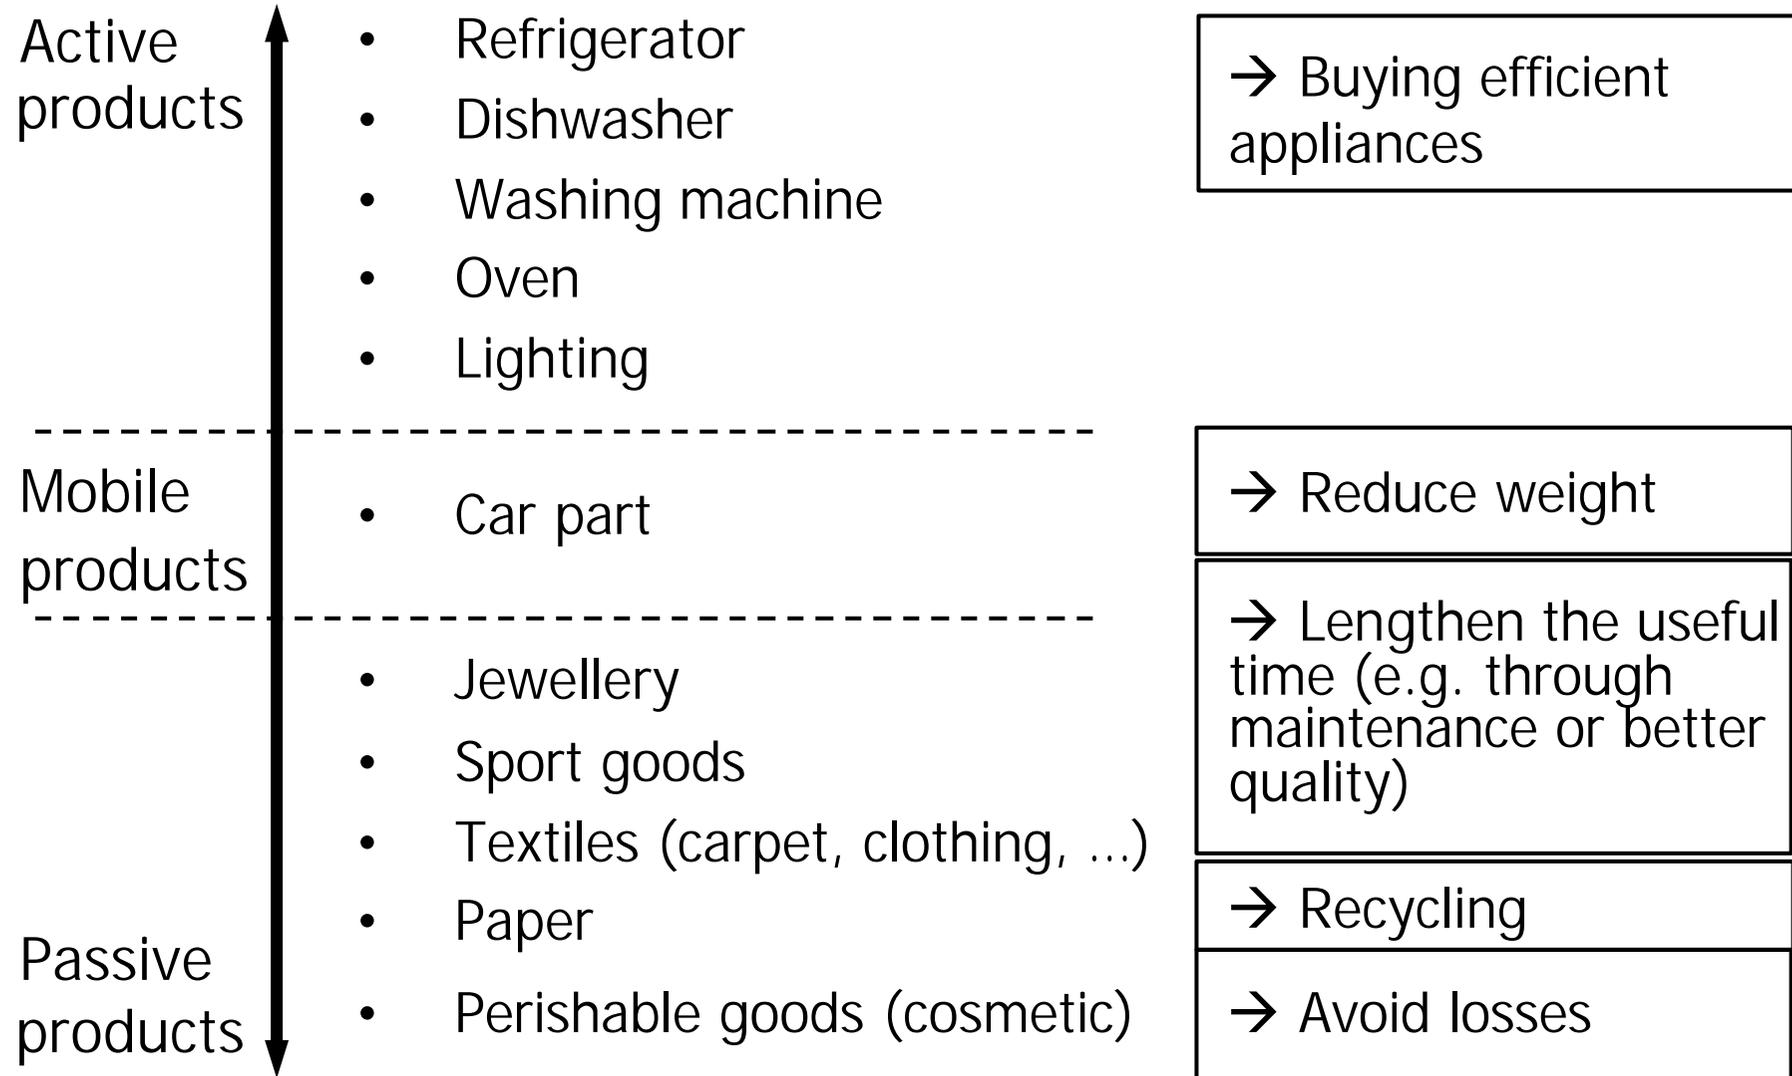 Active
products
• Refrigerator
• Dishwasher
• Washing machine
• Oven
• Lighting
→ Buying efficient
appliances
Mobile
products
• Car part
→ Reduce weight
Passive
products
• Jewellery
• Sport goods
• Textiles (carpet, clothing, ...)
• Paper
• Perishable goods (cosmetic)
→ Lengthen the useful
time (e.g. through
maintenance or better
quality)
→ Recycling
→ Avoid losses